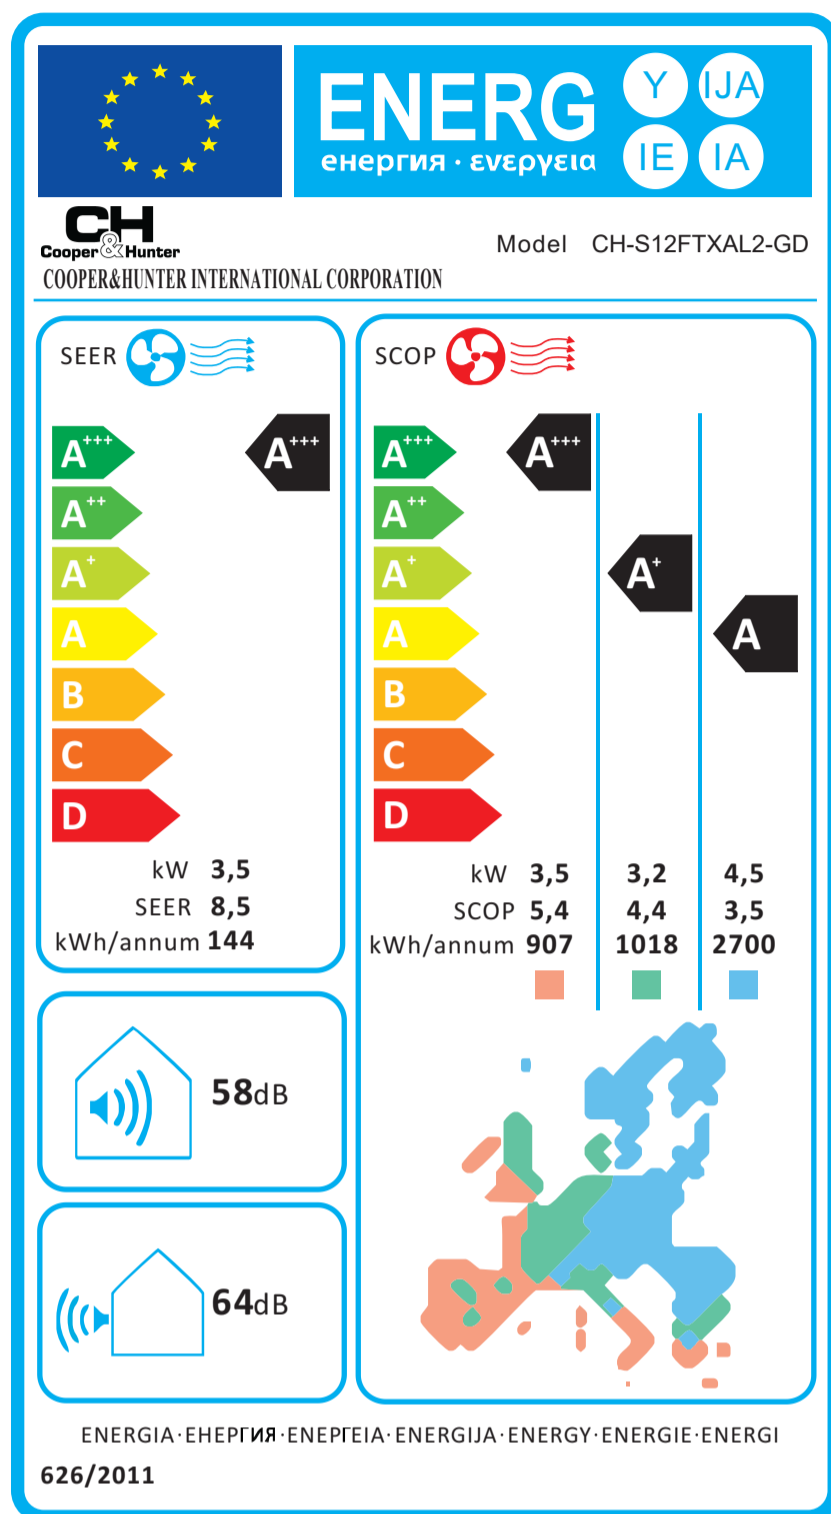 ENERG
енергия · ενεργεια
Y IJA
IE IA
CH
Cooper&Hunter
Model CH-S12FTXAL2-GD
COOPER&HUNTER INTERNATIONAL CORPORATION
SEER
A+++ A+++
A++
A+
A
B
C
D
kW 3,5
SEER 8,5
kWh/annum 144
SCOP
A+++ A+++
A++
A+ A+
A A
B
C
D
kW 3,5 3,2 4,5
SCOP 5,4 4,4 3,5
kWh/annum 907 1018 2700
58dB
64dB
ENERGIA·ЕНЕРГИЯ·ΕΝΕΡΓΕΙΑ·ENERGIJA·ENERGY·ENERGIE·ENERGI
626/2011